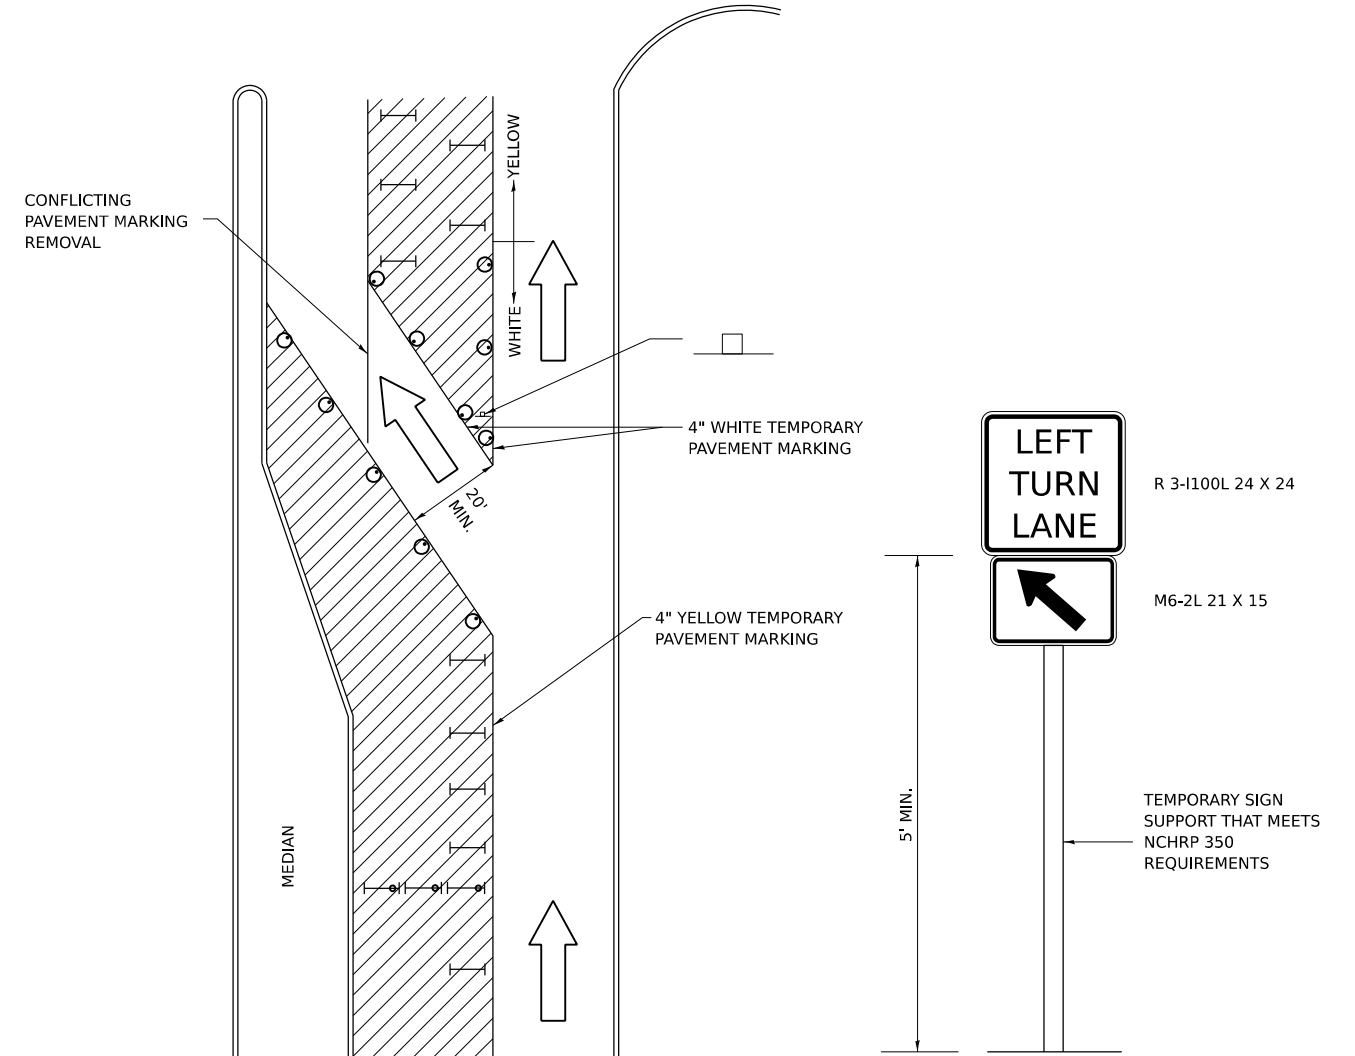 YELLOW
WHITE
CONFLICTING
PAVEMENT MARKING
REMOVAL
4" WHITE TEMPORARY
PAVEMENT MARKING
20'
MIN.
4" YELLOW TEMPORARY
PAVEMENT MARKING
MEDIAN
LEFT
TURN
LANE
R 3-I100L 24 X 24
M6-2L 21 X 15
5' MIN.
TEMPORARY SIGN
SUPPORT THAT MEETS
NCHRP 350
REQUIREMENTS